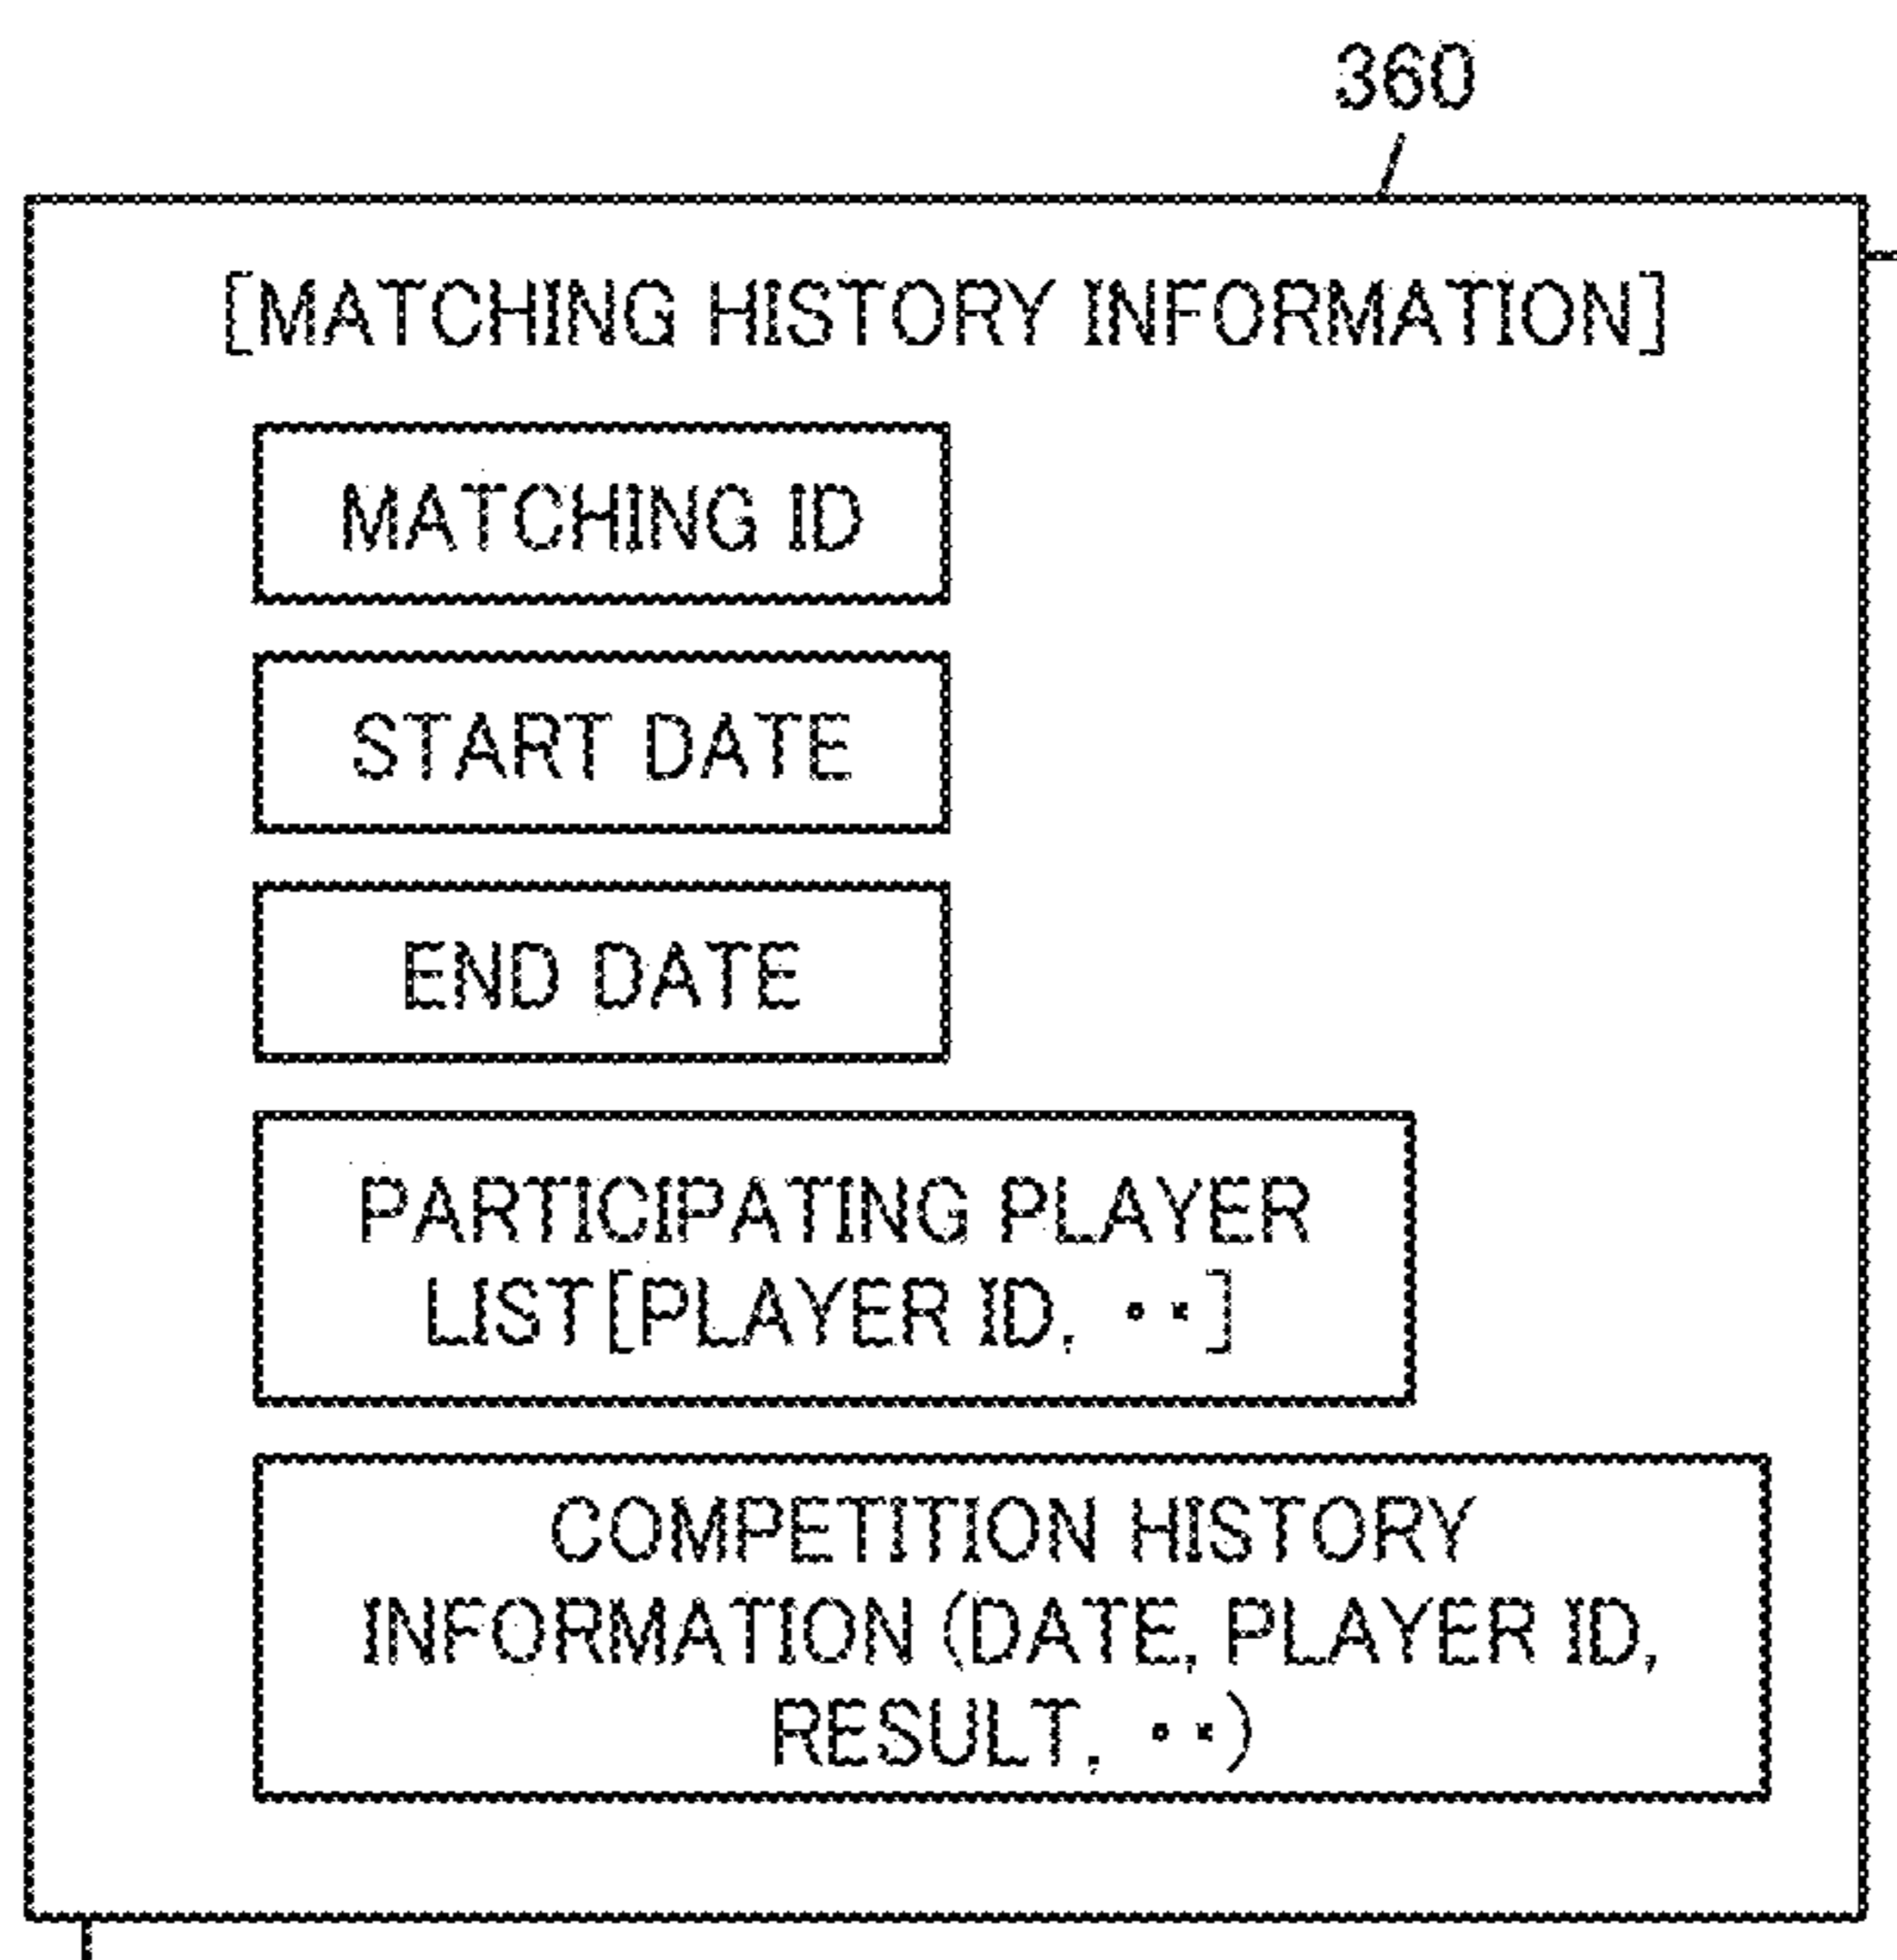 360
[MATCHING HISTORY INFORMATION]
MATCHING ID
START DATE
END DATE
PARTICIPATING PLAYER
LIST[PLAYER ID, ・・]
COMPETITION HISTORY
INFORMATION (DATE, PLAYER ID,
RESULT, ・・)